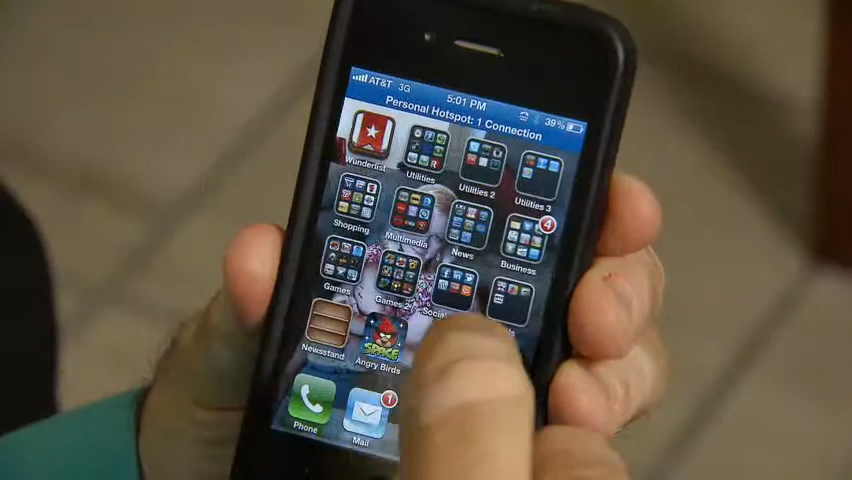 AT&T 3G 5:01 PM 39%
Personal Hotspot: 1 Connection
Wunderlist Utilities Utilities 2 Utilities 3
Shopping Multimedia News Business
4
Games Games 2 Social
Newsstand Angry Birds
SPACE
Phone Mail
1